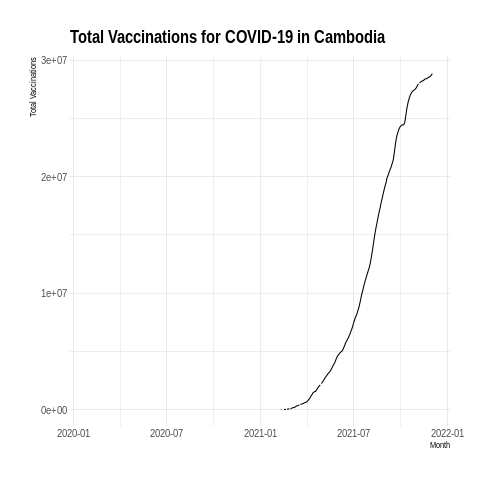 Total Vaccinations for COVID-19 in Cambodia
Total Vaccinations
3e+07
2e+07
1e+07
0e+00
2020-01 2020-07 2021-01 2021-07 2022-01
Month